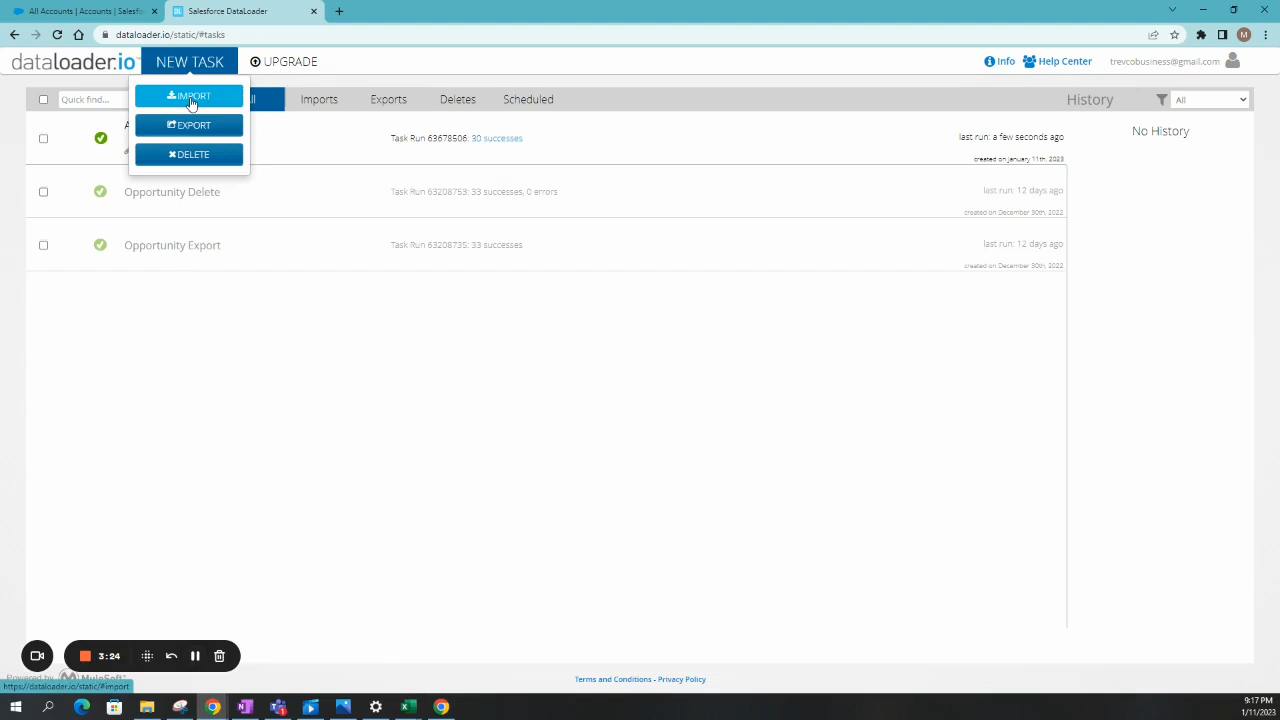 All Accounts | Accounts | Salesfo
Salesforce DataLoader
dataloader.io/static/#tasks
M
dataloader.io
NEW TASK
UPGRADE
Info
Help Center
trevcobusiness@gmail.com
IMPORT
EXPORT
DELETE
Quick find...
Imports
Exports
Deletes
Scheduled
History
All
Task Run 63678506: 30 successes
last run: a few seconds ago
created on January 11th, 2023
No History
Opportunity Delete
Task Run 63208753: 33 successes, 0 errors
last run: 12 days ago
created on December 30th, 2022
Opportunity Export
Task Run 63208735: 33 successes
last run: 12 days ago
created on December 30th, 2022
3:24
Powered by MuleSoft
Terms and Conditions - Privacy Policy
https://dataloader.io/static/#import
9:17 PM
1/11/2023